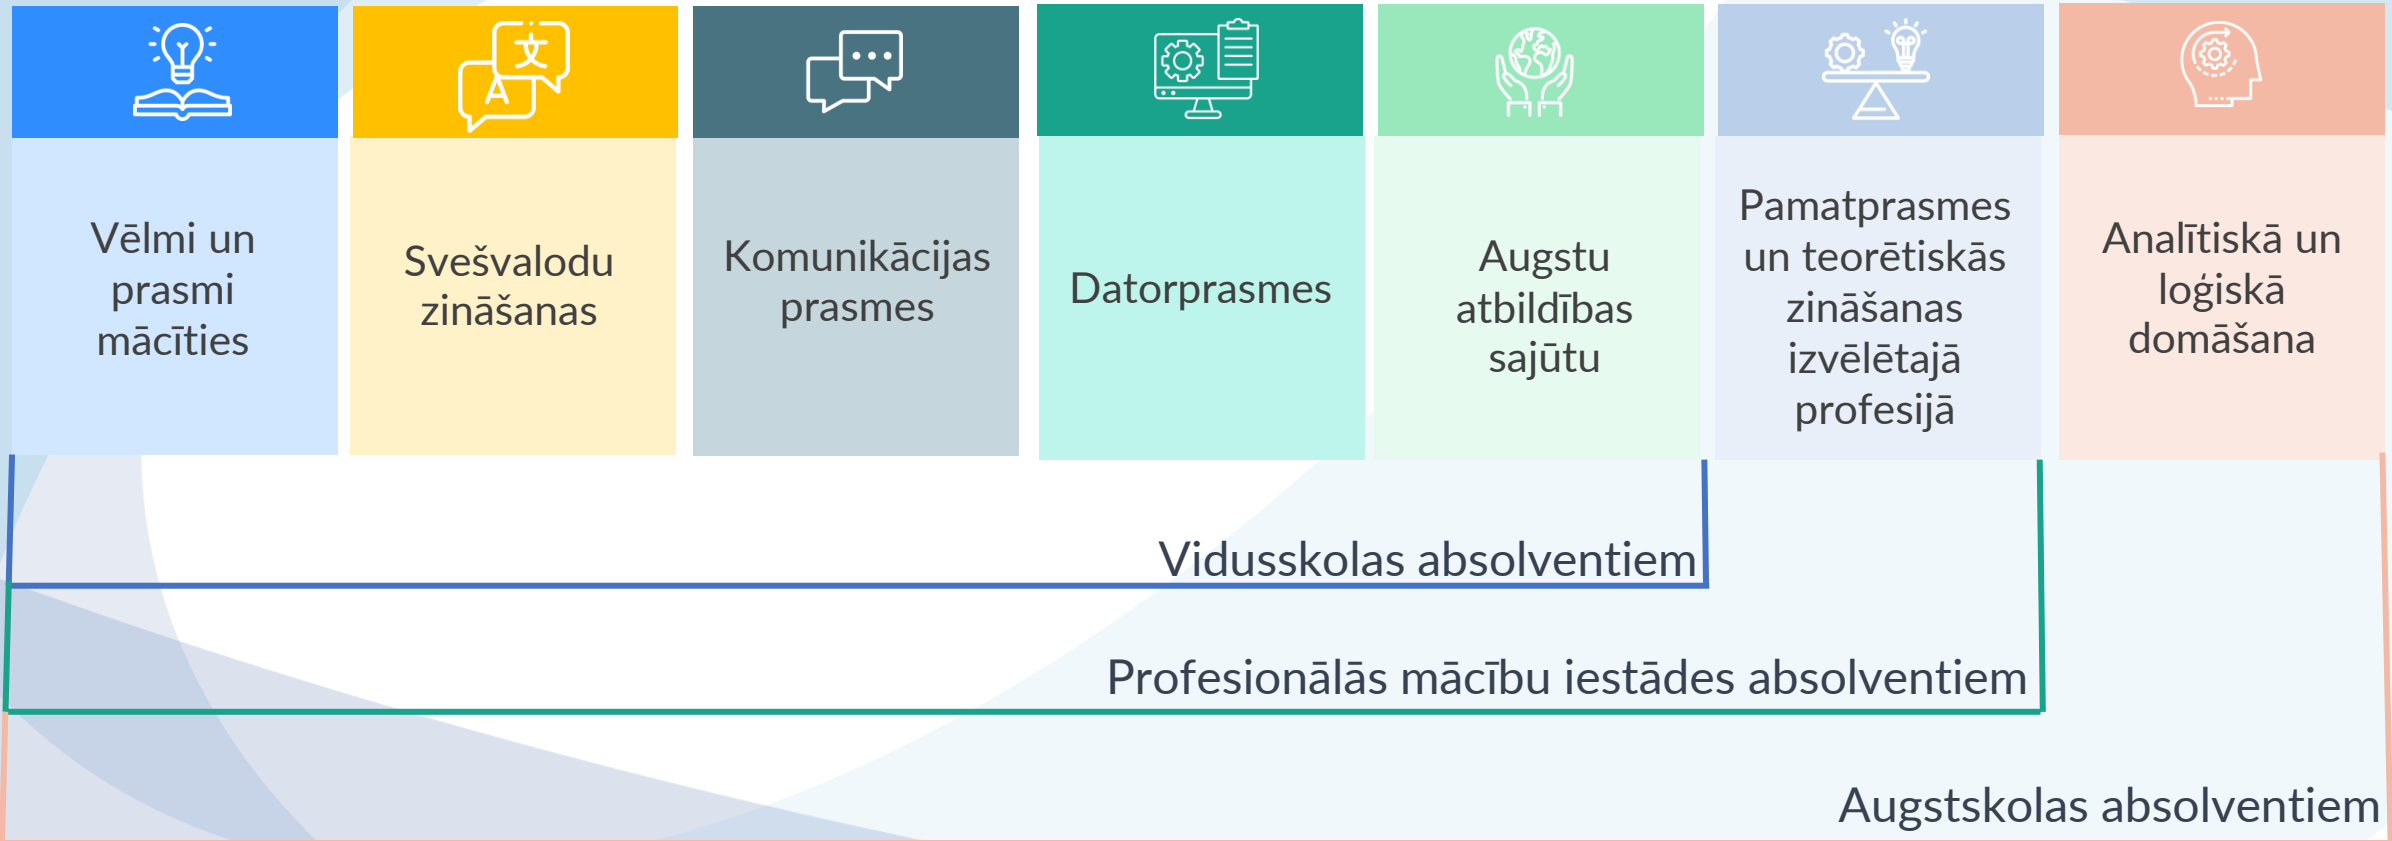 Vēlmi un
prasmi
mācīties
Svešvalodu
zināšanas
Komunikācijas
prasmes
Datorprasmes
Augstu
atbildības
sajūtu
Pamatprasmes
un teorētiskās
zināšanas
izvēlētajā
profesijā
Analītiskā un
loģiskā
domāšana
Vidusskolas absolventiem
Profesionālās mācību iestādes absolventiem
Augstskolas absolventiem